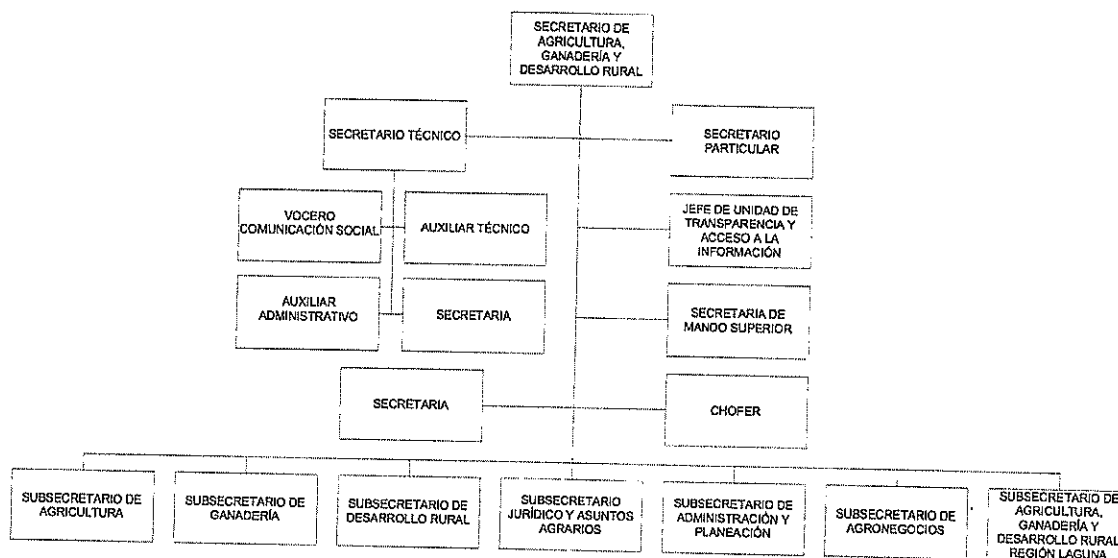 SECRETARIO DE
AGRICULTURA,
GANADERÍA Y
DESARROLLO RURAL
SECRETARIO TÉCNICO
SECRETARIO
PARTICULAR
VOCERO
COMUNICACIÓN SOCIAL
AUXILIAR TÉCNICO
JEFE DE UNIDAD DE
TRANSPARENCIA Y
ACCESO A LA
INFORMACIÓN
AUXILIAR
ADMINISTRATIVO
SECRETARIA
SECRETARIA DE
MANDO SUPERIOR
SECRETARIA
CHOFER
SUBSECRETARIO DE
AGRICULTURA
SUBSECRETARIO DE
GANADERÍA
SUBSECRETARIO DE
DESARROLLO RURAL
SUBSECRETARIO
JURÍDICO Y ASUNTOS
AGRARIOS
SUBSECRETARIO DE
ADMINISTRACIÓN Y
PLANEACIÓN
SUBSECRETARIO DE
AGRONEGOCIOS
SUBSECRETARIO DE
AGRICULTURA,
GANADERÍA Y
DESARROLLO RURAL
REGIÓN LAGUNA